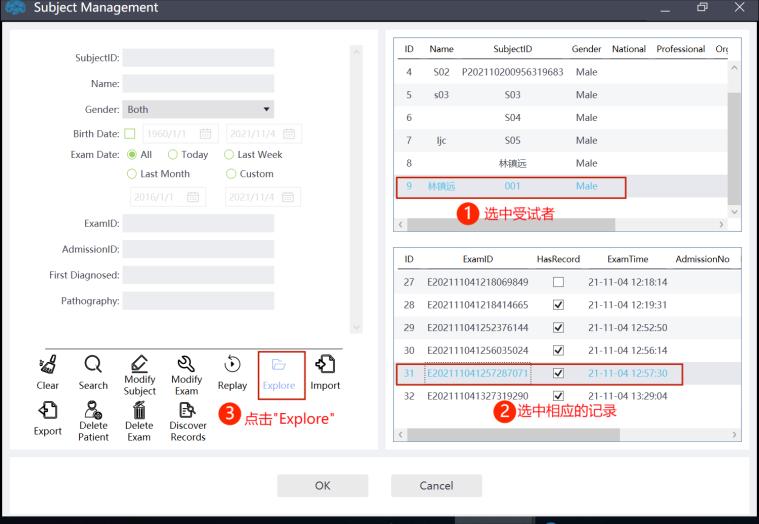 Subject Management
SubjectID:
Name:
Gender: Both
Birth Date: 1960/1/1 2021/11/4
Exam Date: All Today Last Week
Last Month Custom
2016/1/1 2021/11/4
ExamID:
AdmissionID:
First Diagnosed:
Pathography:
Clear Search Modify Subject Modify Exam Replay Explore Import
Export Delete Patient Delete Exam Discover Records
3 点击"Explore"
ID Name SubjectID Gender National Professional
4 S02 P202110200956319683 Male
5 s03 S03 Male
6 S04 Male
7 ljc S05 Male
8 林镇远 Male
9 林镇远 001 Male
1 选中受试者
ID ExamID HasRecord ExamTime AdmissionNo
27 E202111041218069849 21-11-04 12:18:14
28 E202111041218414665 21-11-04 12:19:31
29 E202111041252376144 21-11-04 12:52:50
30 E202111041256035024 21-11-04 12:56:14
31 E202111041257287071 21-11-04 12:57:30
32 E202111041327319290 21-11-04 13:29:04
2 选中相应的记录
OK Cancel